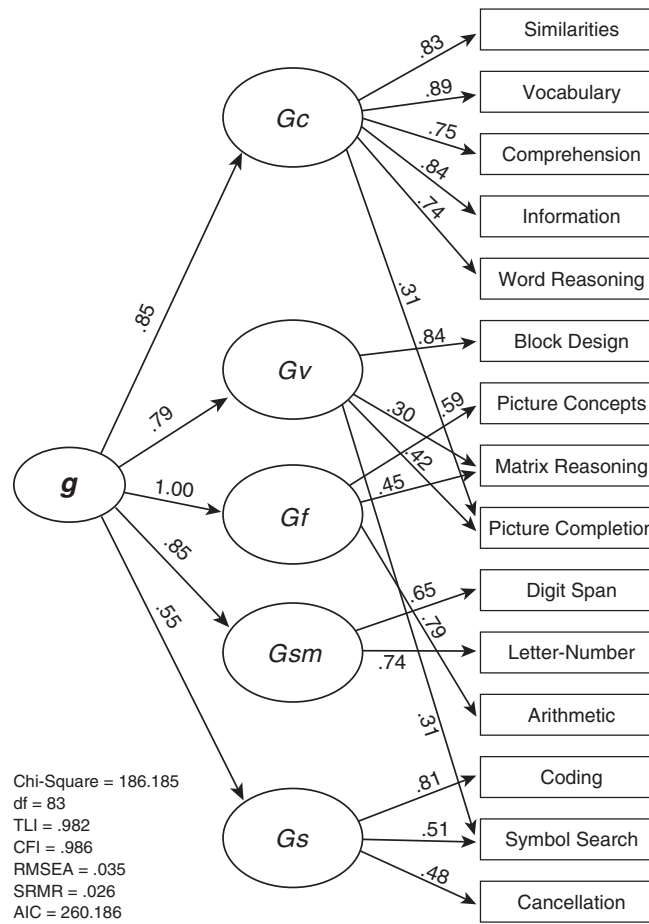 Gc
Gv
g
Gf
Gsm
Gs
.85
.79
1.00
.85
.55
.83
.89
.75
.84
.74
.31
.84
.30
.42
.31
.59
.45
.79
.65
.74
.81
.51
.48
Similarities
Vocabulary
Comprehension
Information
Word Reasoning
Block Design
Picture Concepts
Matrix Reasoning
Picture Completion
Digit Span
Letter-Number
Arithmetic
Coding
Symbol Search
Cancellation
Chi-Square = 186.185
df = 83
TLI = .982
CFI = .986
RMSEA = .035
SRMR = .026
AIC = 260.186